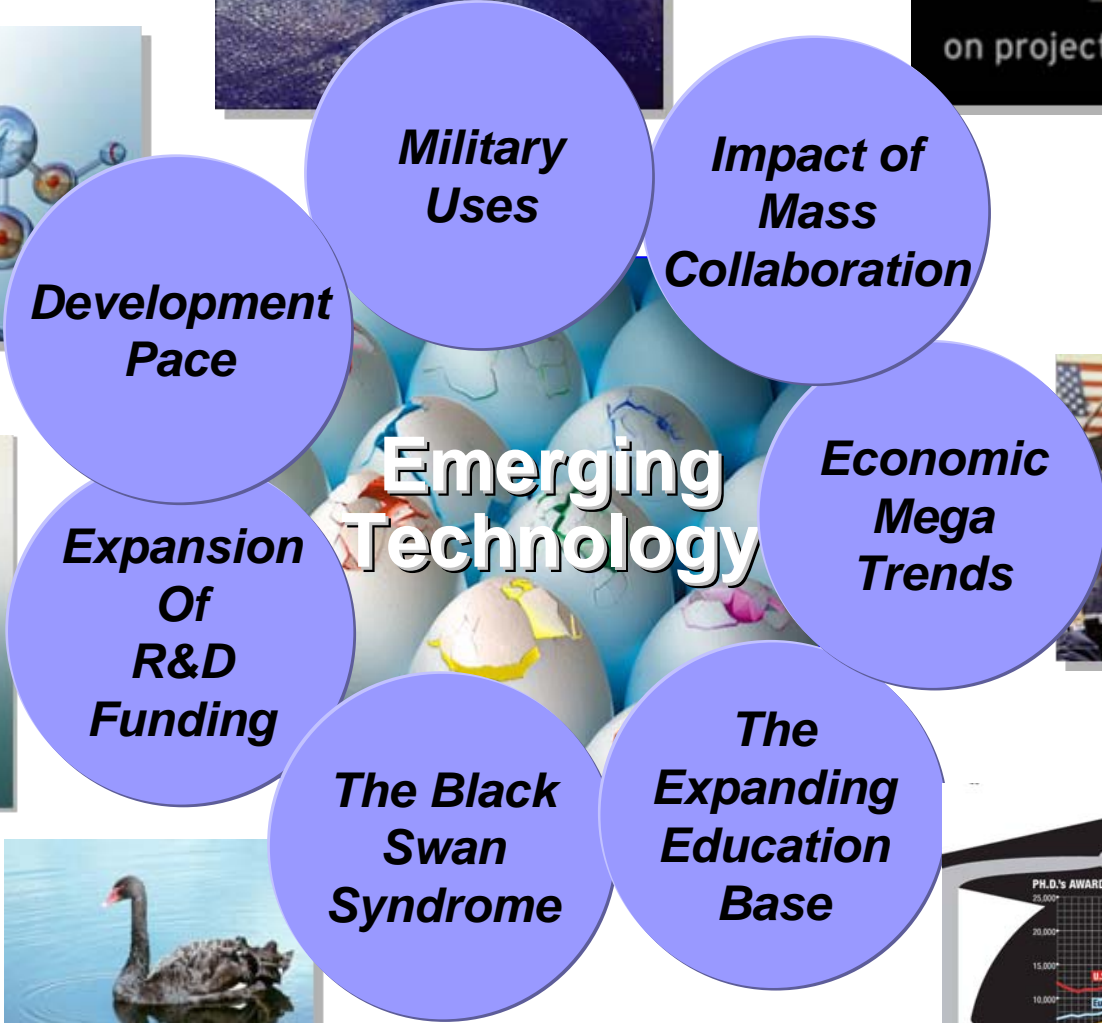 on project
Military
Uses
Impact of
Mass
Collaboration
Development
Pace
Emerging
Technology
Economic
Mega
Trends
Expansion
Of
R&D
Funding
The Black
Swan
Syndrome
The
Expanding
Education
Base
PH.D.'s AWARD
25,000
20,000
15,000
10,000
U.S
Eu